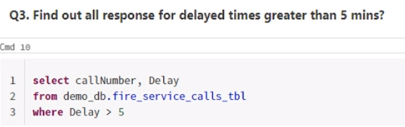 Q3. Find out all response for delayed times greater than 5 mins?
Cmd 10
1 select callNumber, Delay
2 from demo_db.fire_service_calls_tbl
3 where Delay > 5